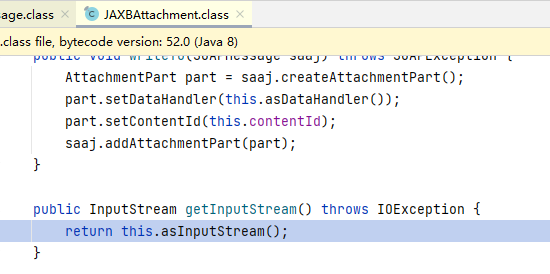 sage.class
JAXBAttachment.class
.class file, bytecode version: 52.0 (Java 8)
public void writeTo(SOAPMessage saaj) throws SOAPException {
AttachmentPart part = saaj.createAttachmentPart();
part.setDataHandler(this.asDataHandler());
part.setContentId(this.contentId);
saaj.addAttachmentPart(part);
}
public InputStream getInputStream() throws IOException {
return this.asInputStream();
}